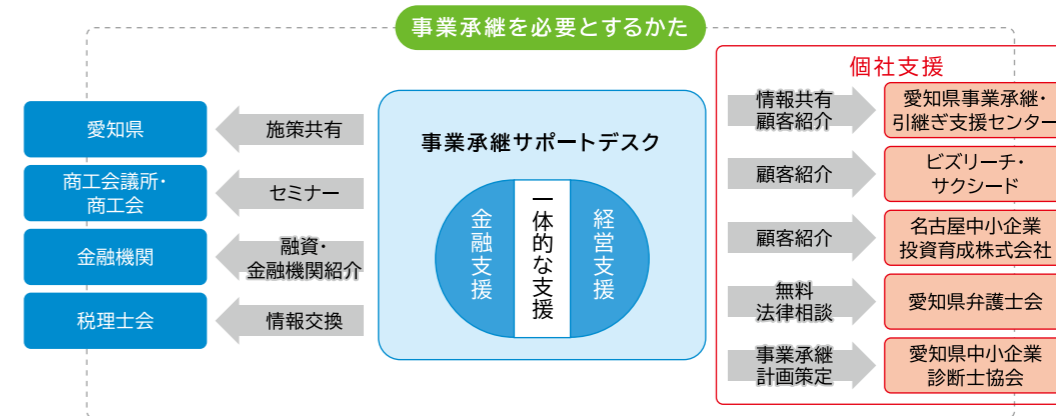 事業承継を必要とするかた
愛知県
施策共有
商工会議所・
商工会
セミナー
金融機関
融資・
金融機関紹介
税理士会
情報交換
事業承継サポートデスク
金融支援
一体的な支援
経営支援
個社支援
情報共有
顧客紹介
愛知県事業承継・
引継ぎ支援センター
顧客紹介
ビズリーチ・
サクシード
顧客紹介
名古屋中小企業
投資育成株式会社
無料
法律相談
愛知県弁護士会
事業承継
計画策定
愛知県中小企業
診断士協会